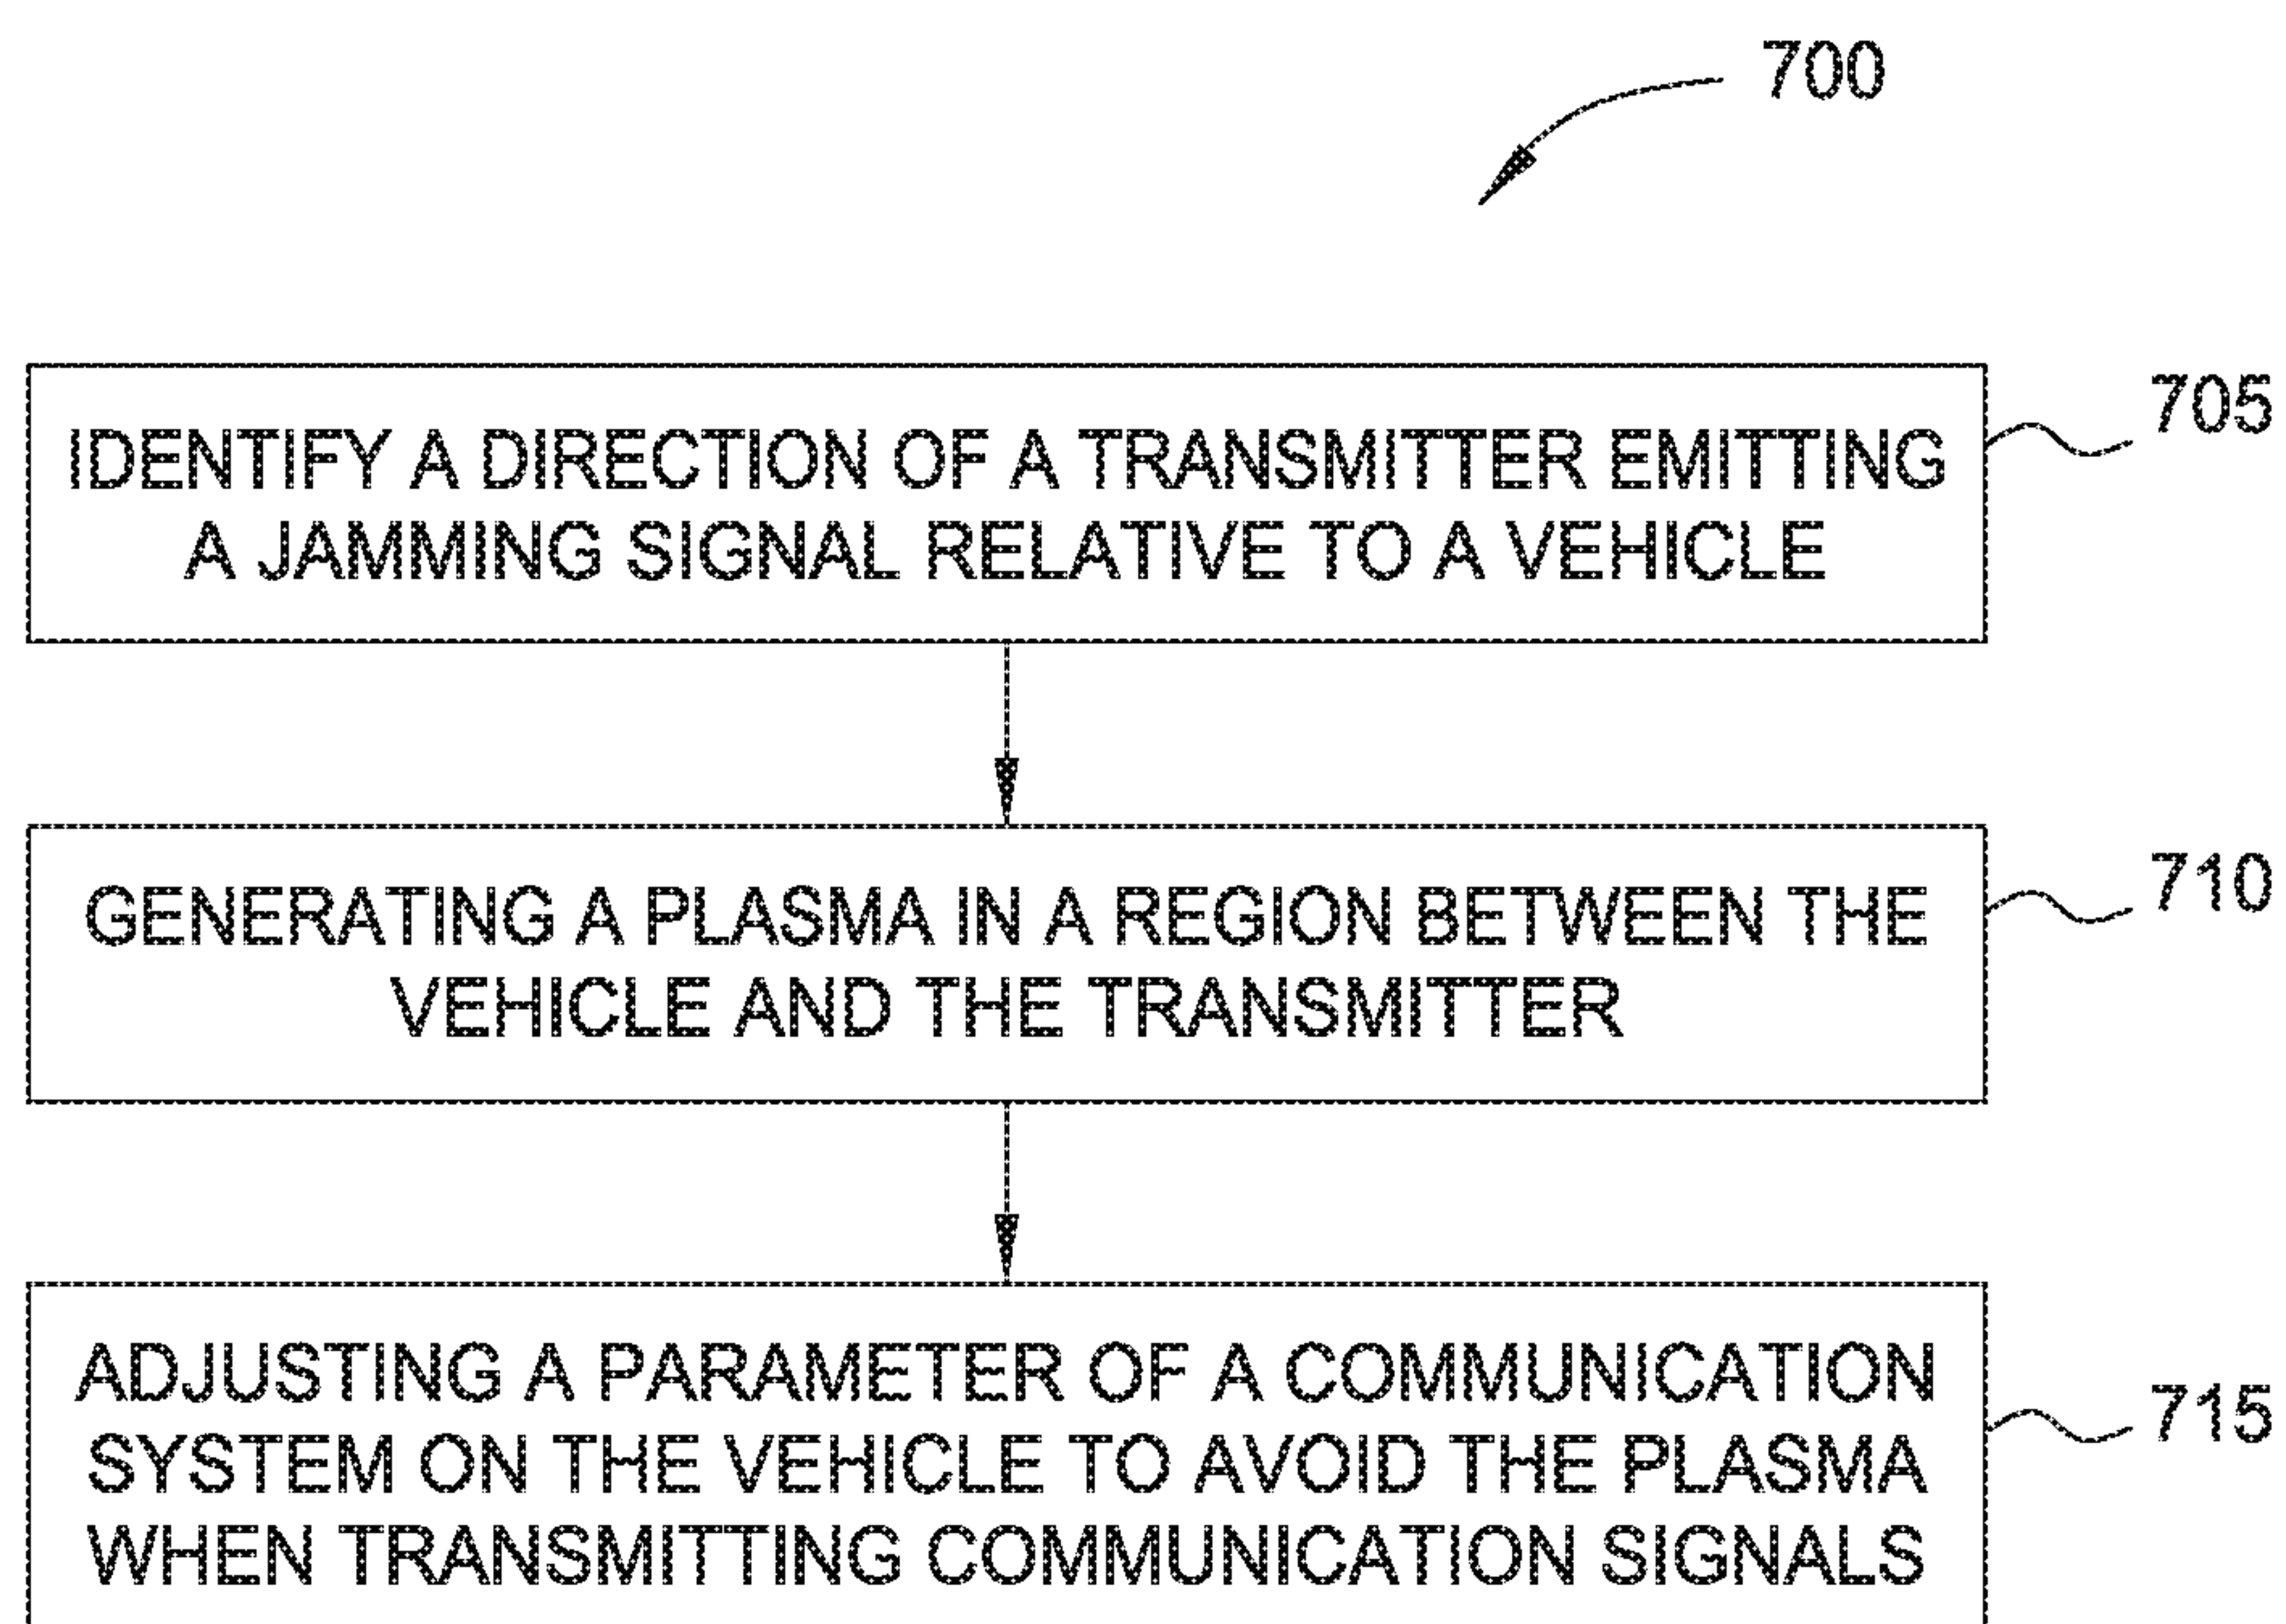 700
IDENTIFY A DIRECTION OF A TRANSMITTER EMITTING
A JAMMING SIGNAL RELATIVE TO A VEHICLE
705
GENERATING A PLASMA IN A REGION BETWEEN THE
VEHICLE AND THE TRANSMITTER
710
ADJUSTING A PARAMETER OF A COMMUNICATION
SYSTEM ON THE VEHICLE TO AVOID THE PLASMA
WHEN TRANSMITTING COMMUNICATION SIGNALS
715